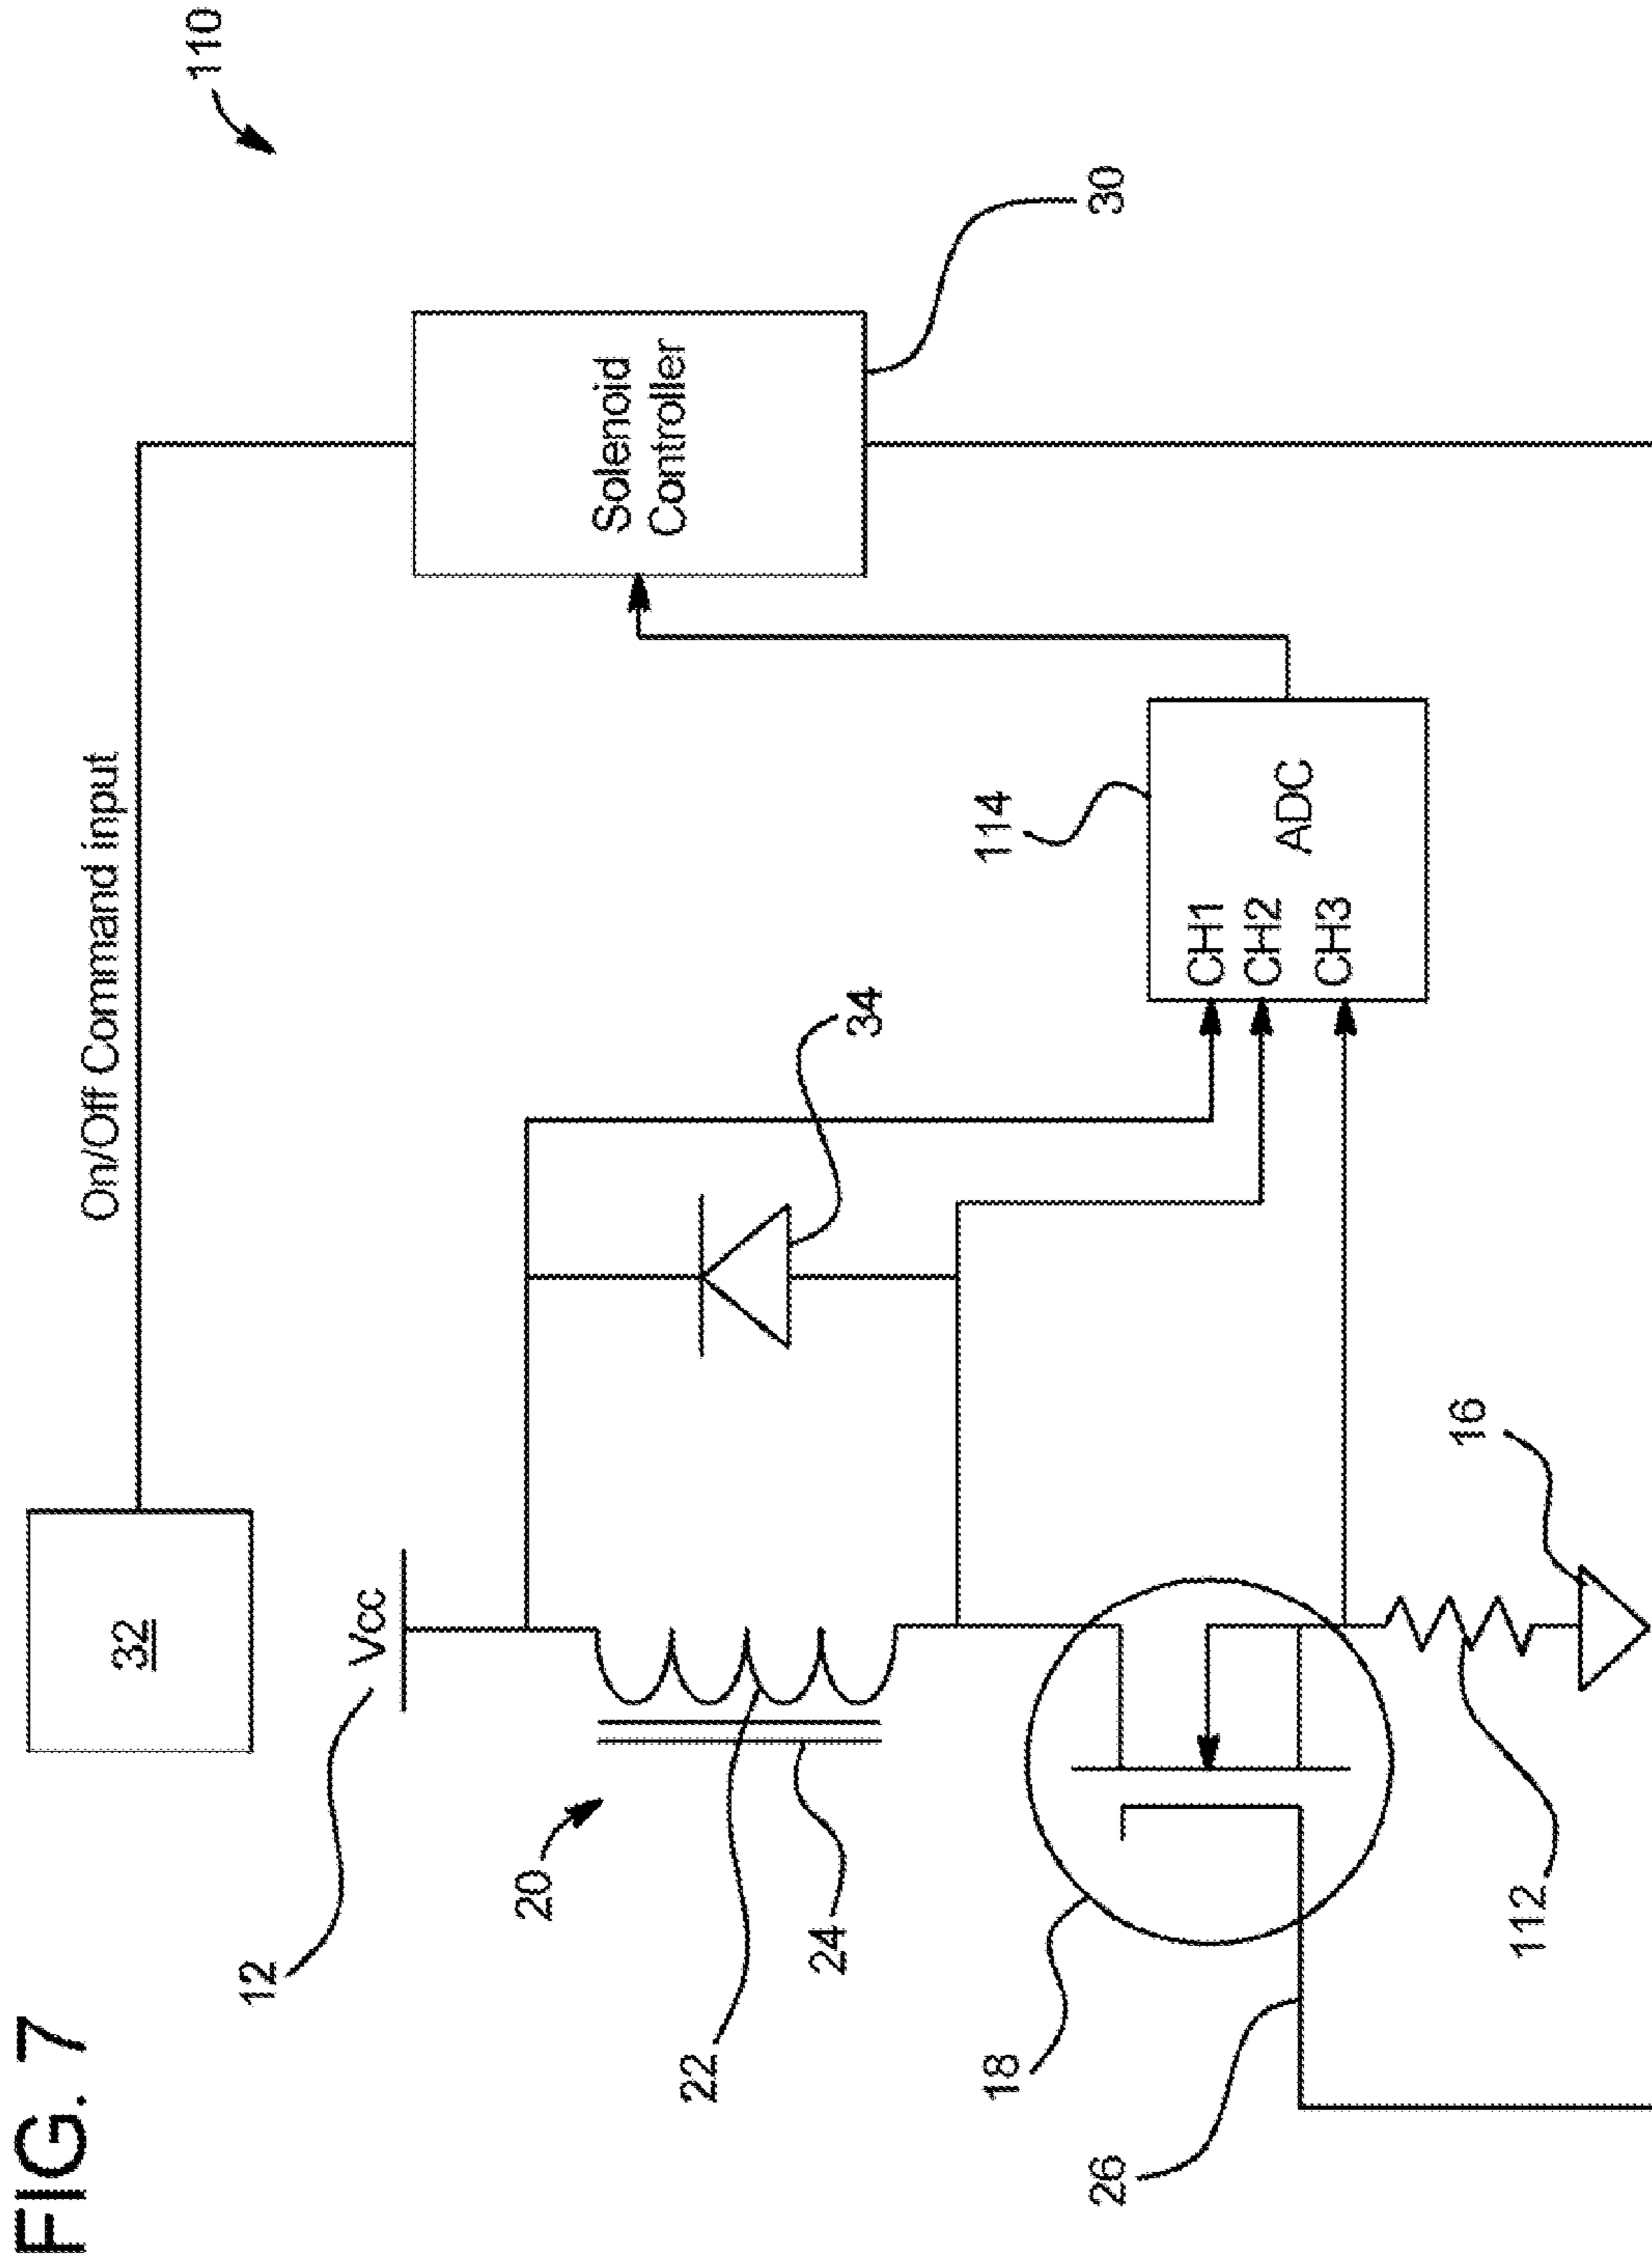 FIG. 7
110
32
On/Off Command input
12
Vcc
20
24
22
34
114
CH1
CH2
CH3
ADC
Solenoid
Controller
30
18
26
112
16